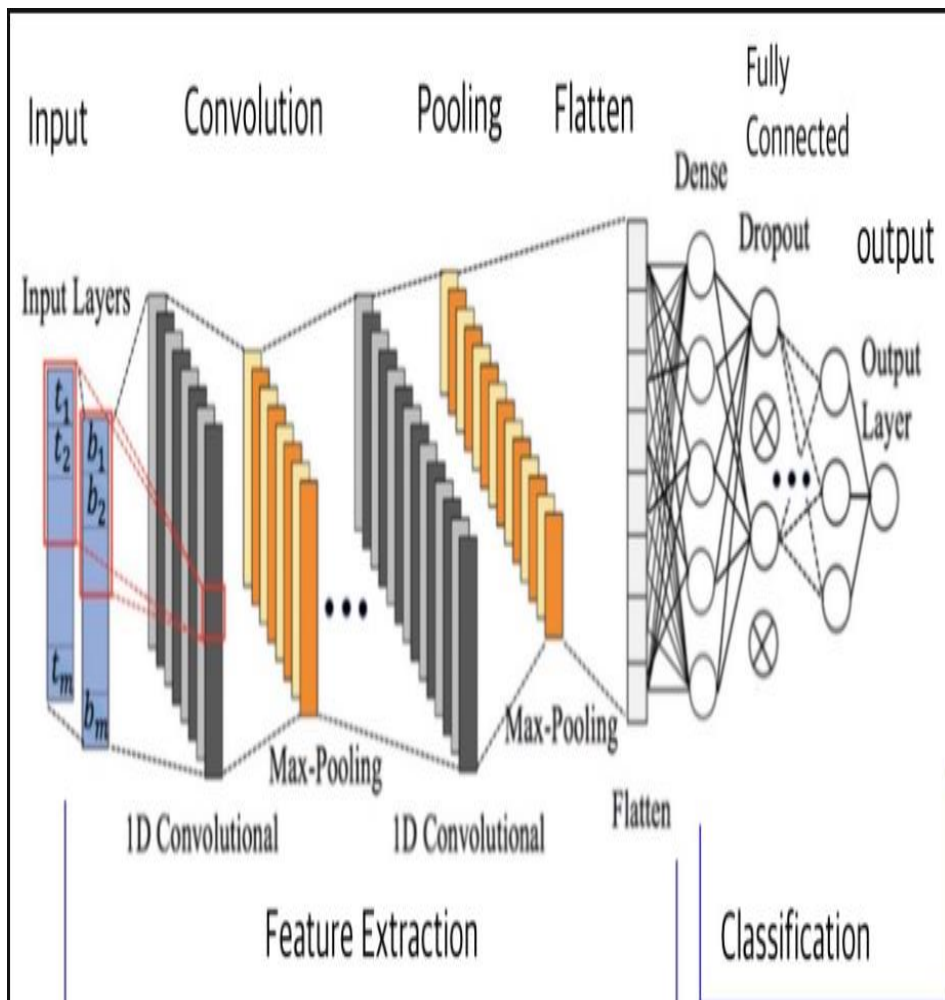 Input
Convolution
Pooling
Flatten
Fully
Connected
Dense
Dropout
output
Input Layers
Output
Layer
t₁
t₂
tₘ
b₁
b₂
bₘ
Max-Pooling
Max-Pooling
1D Convolutional
1D Convolutional
Flatten
Feature Extraction
Classification